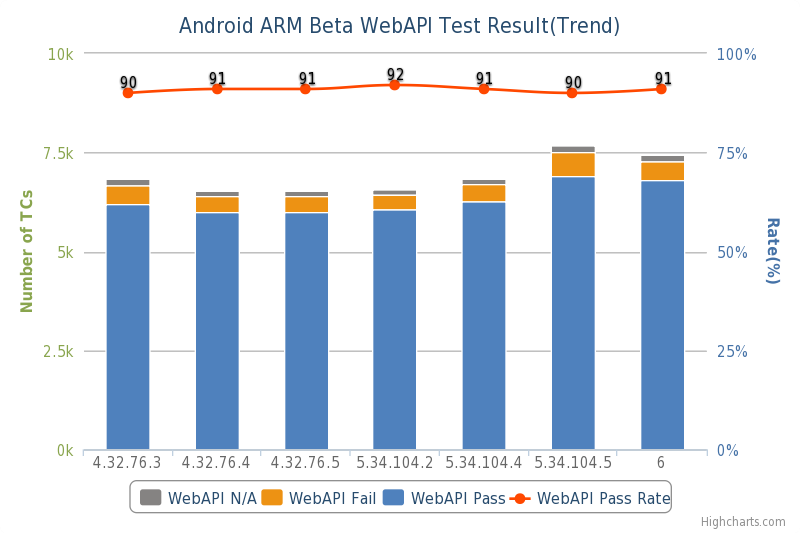 Android ARM Beta WebAPI Test Result(Trend)
10k
100%
90
91
91
92
91
90
91
7.5k
75%
Number of TCs
Rate(%)
5k
50%
2.5k
25%
0k
0%
4.32.76.3 4.32.76.4 4.32.76.5 5.34.104.2 5.34.104.4 5.34.104.5 6
WebAPI N/A WebAPI Fail WebAPI Pass WebAPI Pass Rate
Highcharts.com